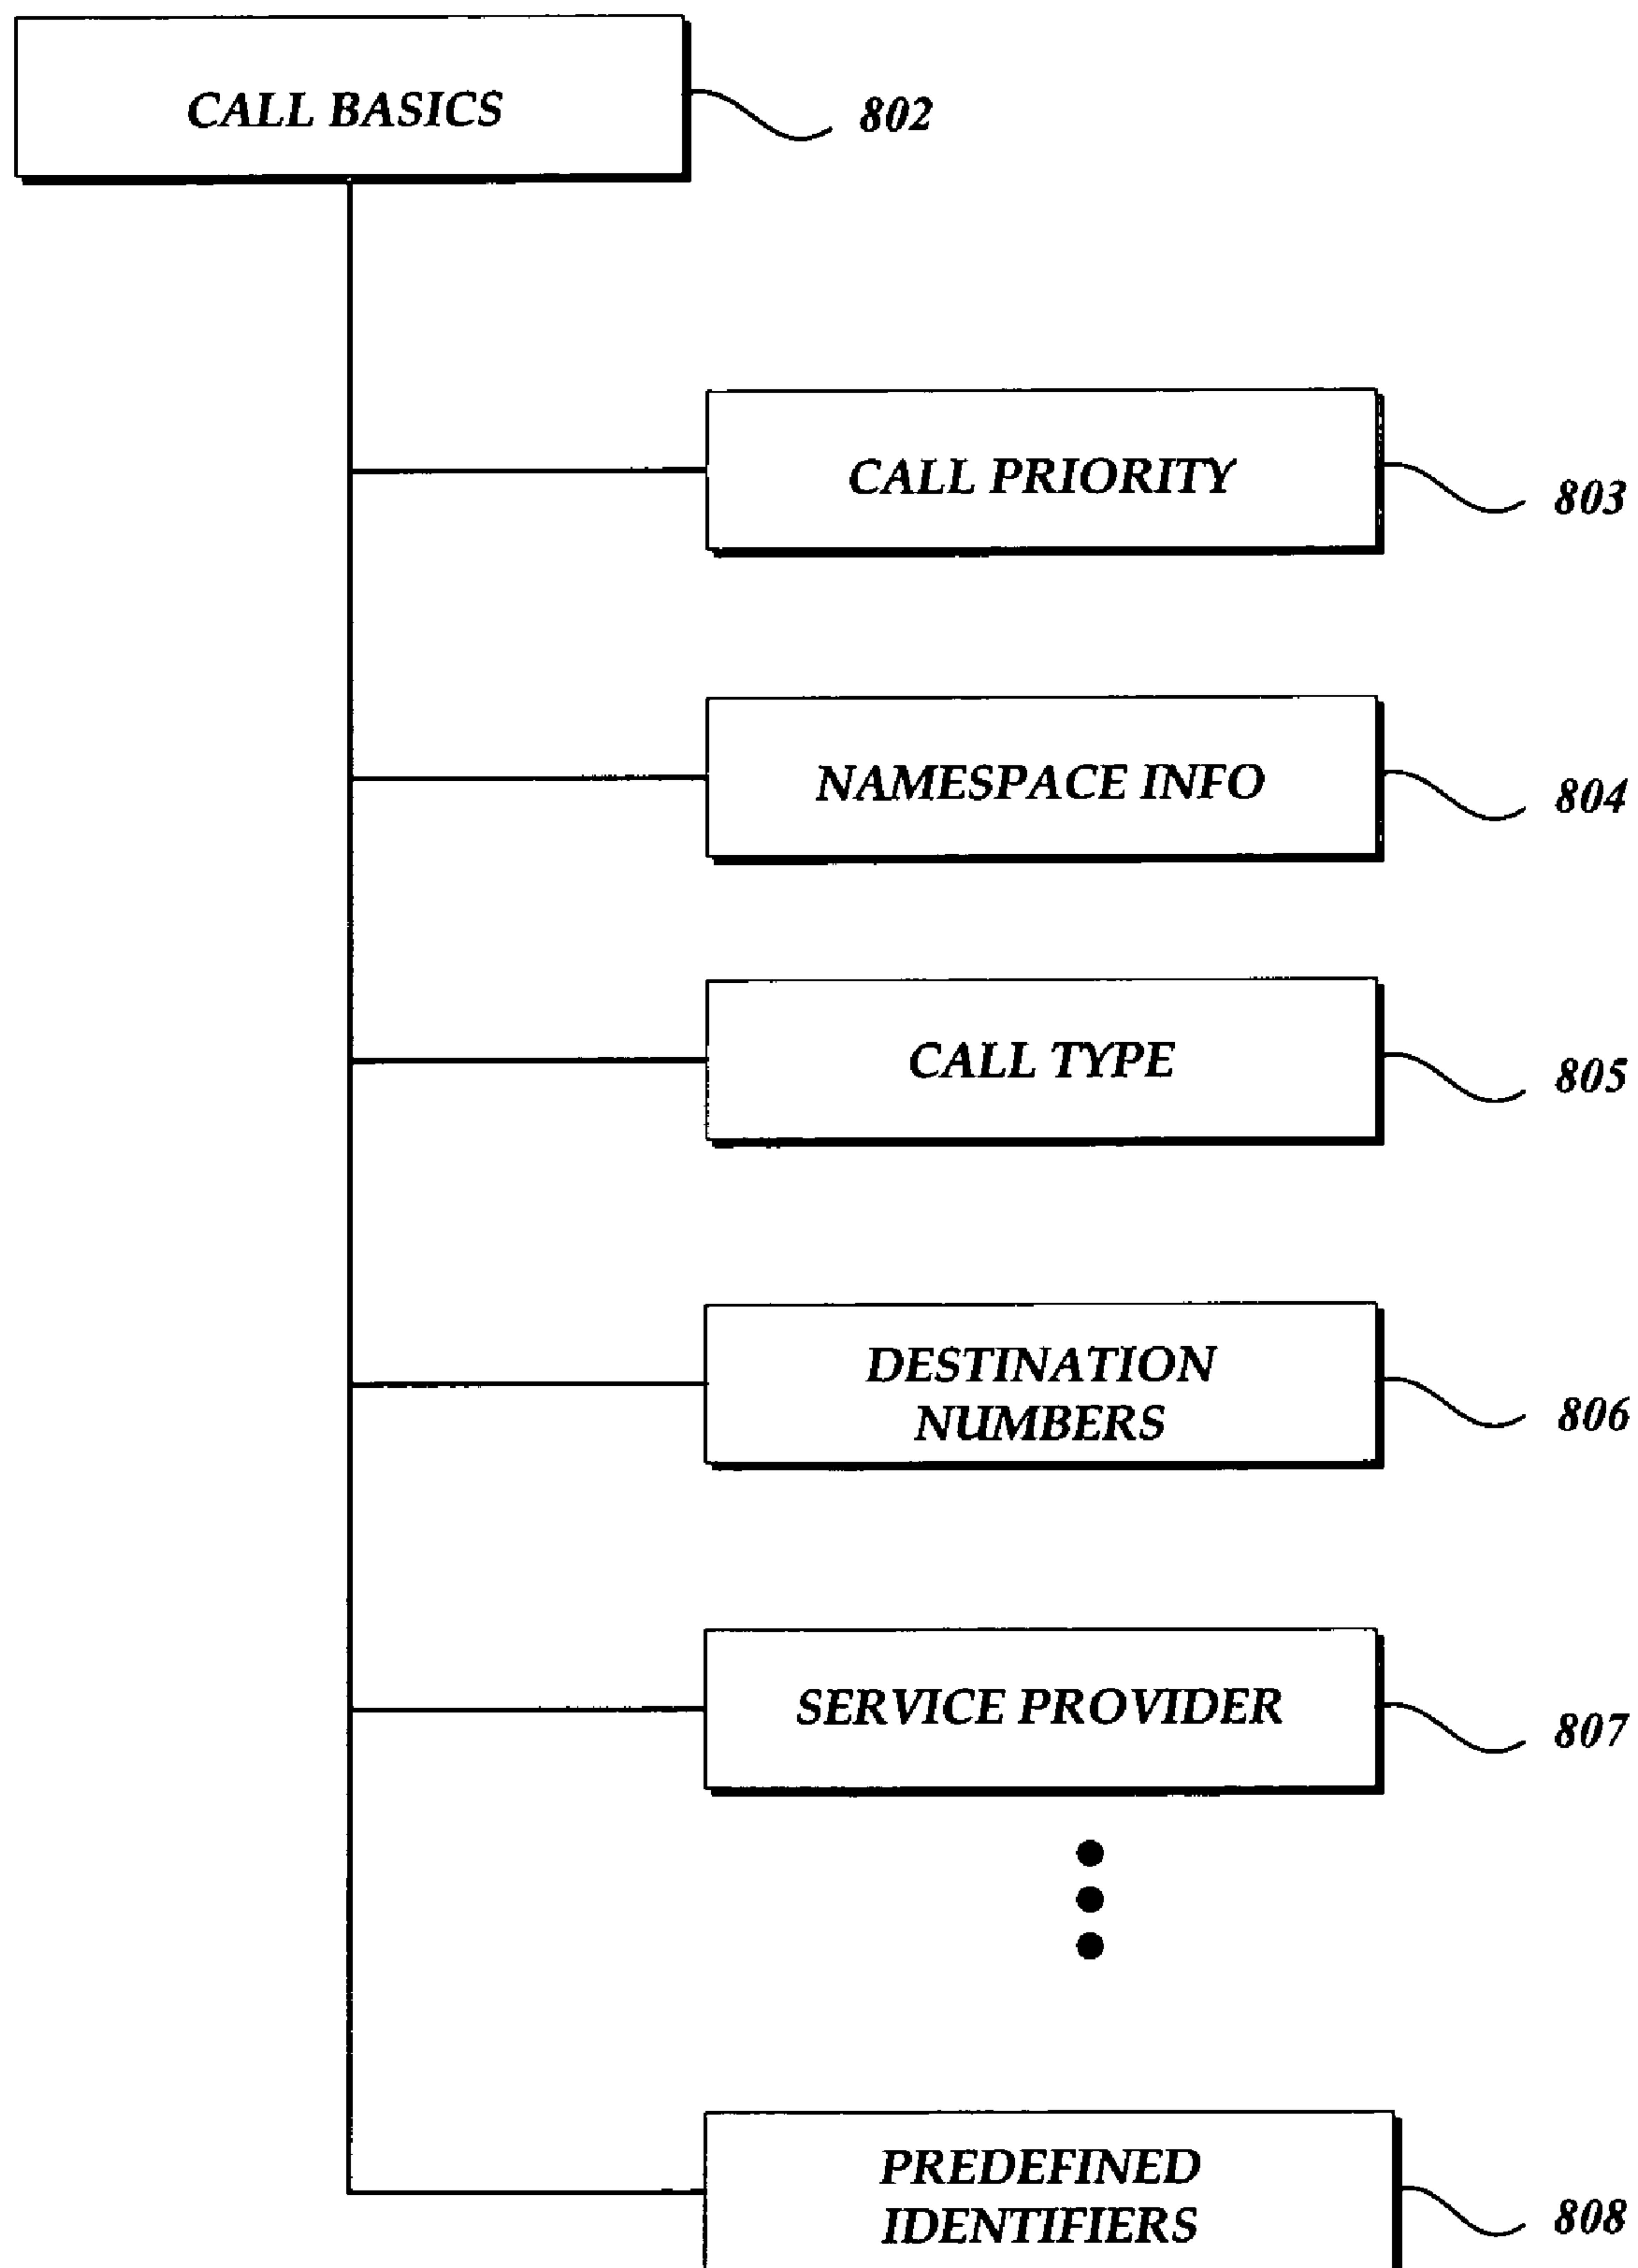 CALL BASICS
802
CALL PRIORITY
803
NAMESPACE INFO
804
CALL TYPE
805
DESTINATION
NUMBERS
806
SERVICE PROVIDER
807
PREDEFINED
IDENTIFIERS
808